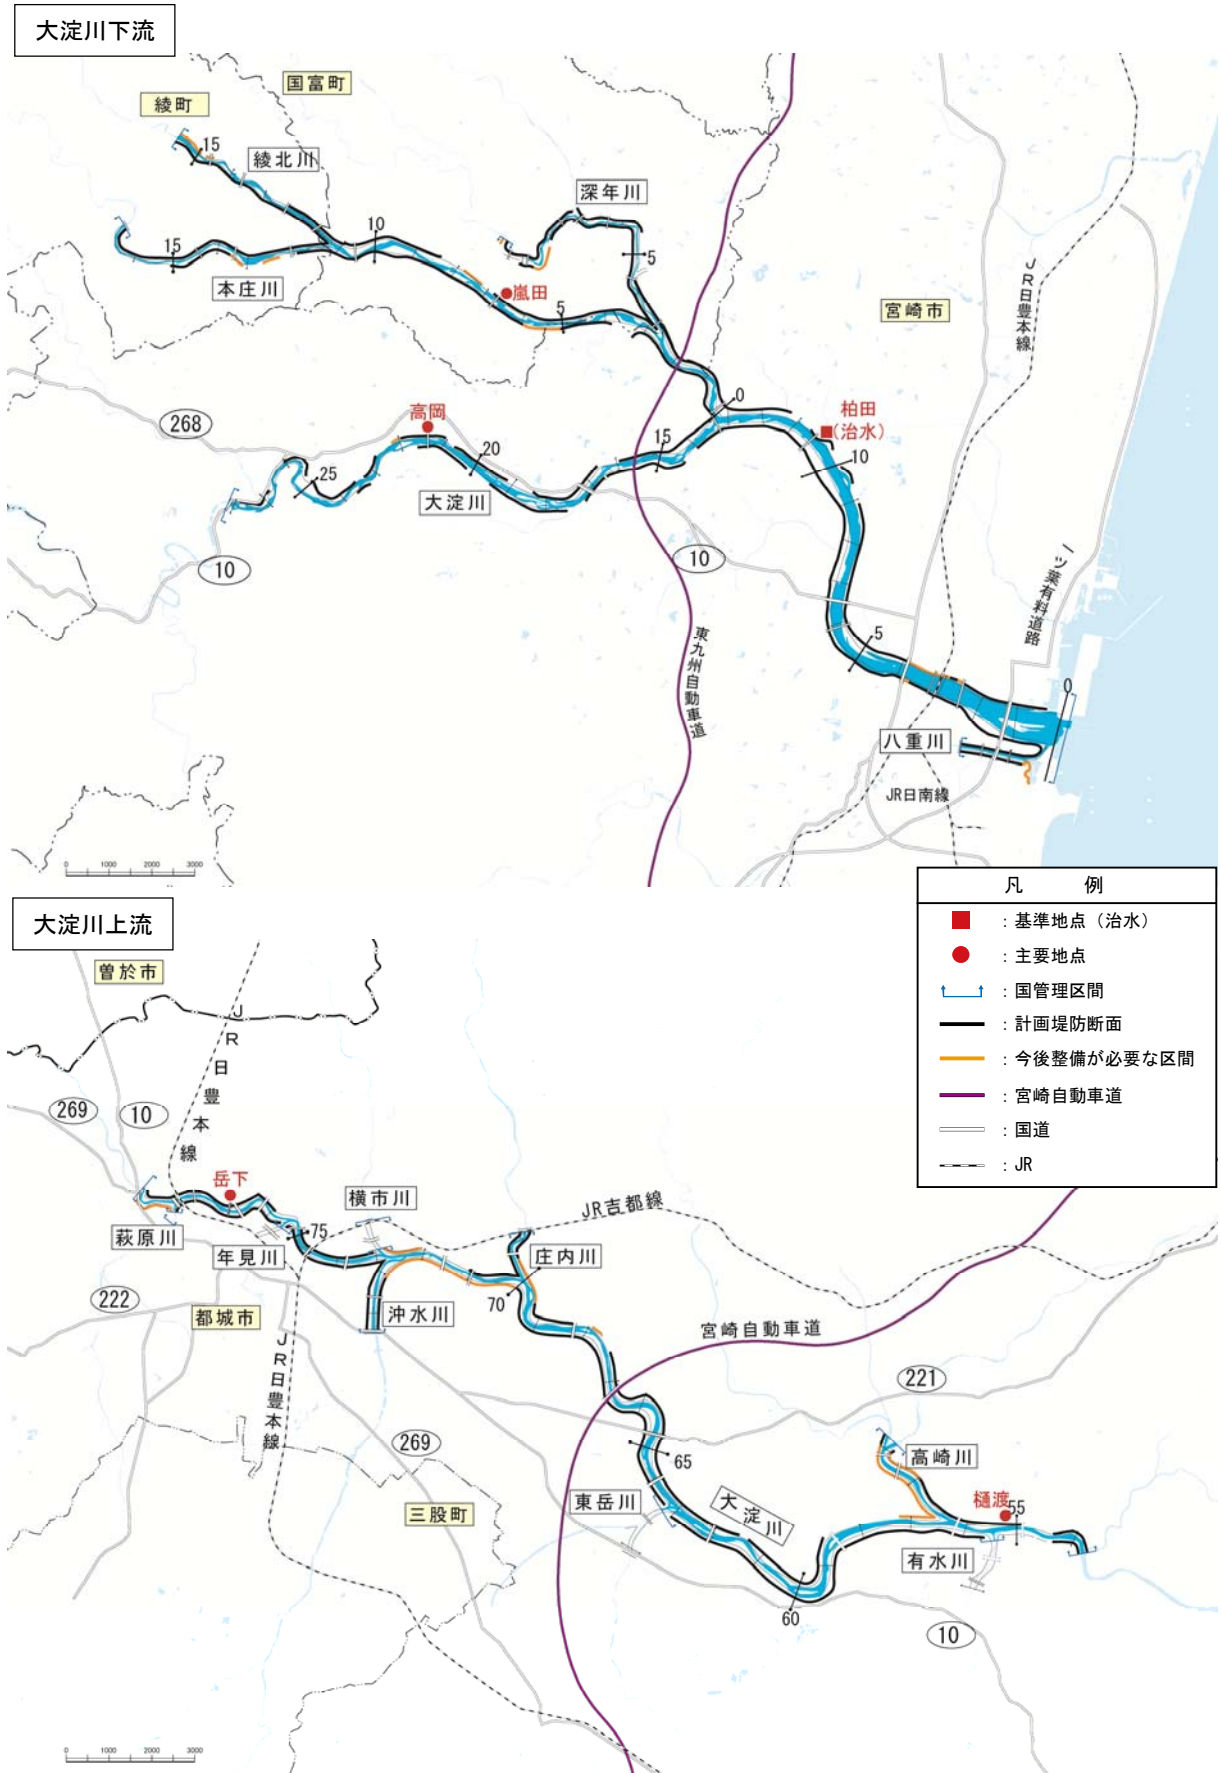 大淀川下流
国富町
綾町
15
綾北川
深年川
10
15
5
本庄川
嵐田
5
宮崎市
JR日豊本線
0
柏田
(治水)
高岡
268
15
20
10
25
大淀川
10
10
一ツ葉有料道路
5
東九州自動車道
0
八重川
JR日南線
0 1000 2000 3000
凡 例
：基準地点（治水）
：主要地点
：国管理区間
：計画堤防断面
：今後整備が必要な区間
：宮崎自動車道
：国道
：JR
大淀川上流
曽於市
JR日豊本線
269
10
岳下
横市川
JR吉都線
萩原川
年見川
75
庄内川
222
都城市
沖水川
70
宮崎自動車道
JR日豊本線
221
269
65
高崎川
東岳川
大淀川
樋渡
55
三股町
有水川
60
10
0 1000 2000 3000